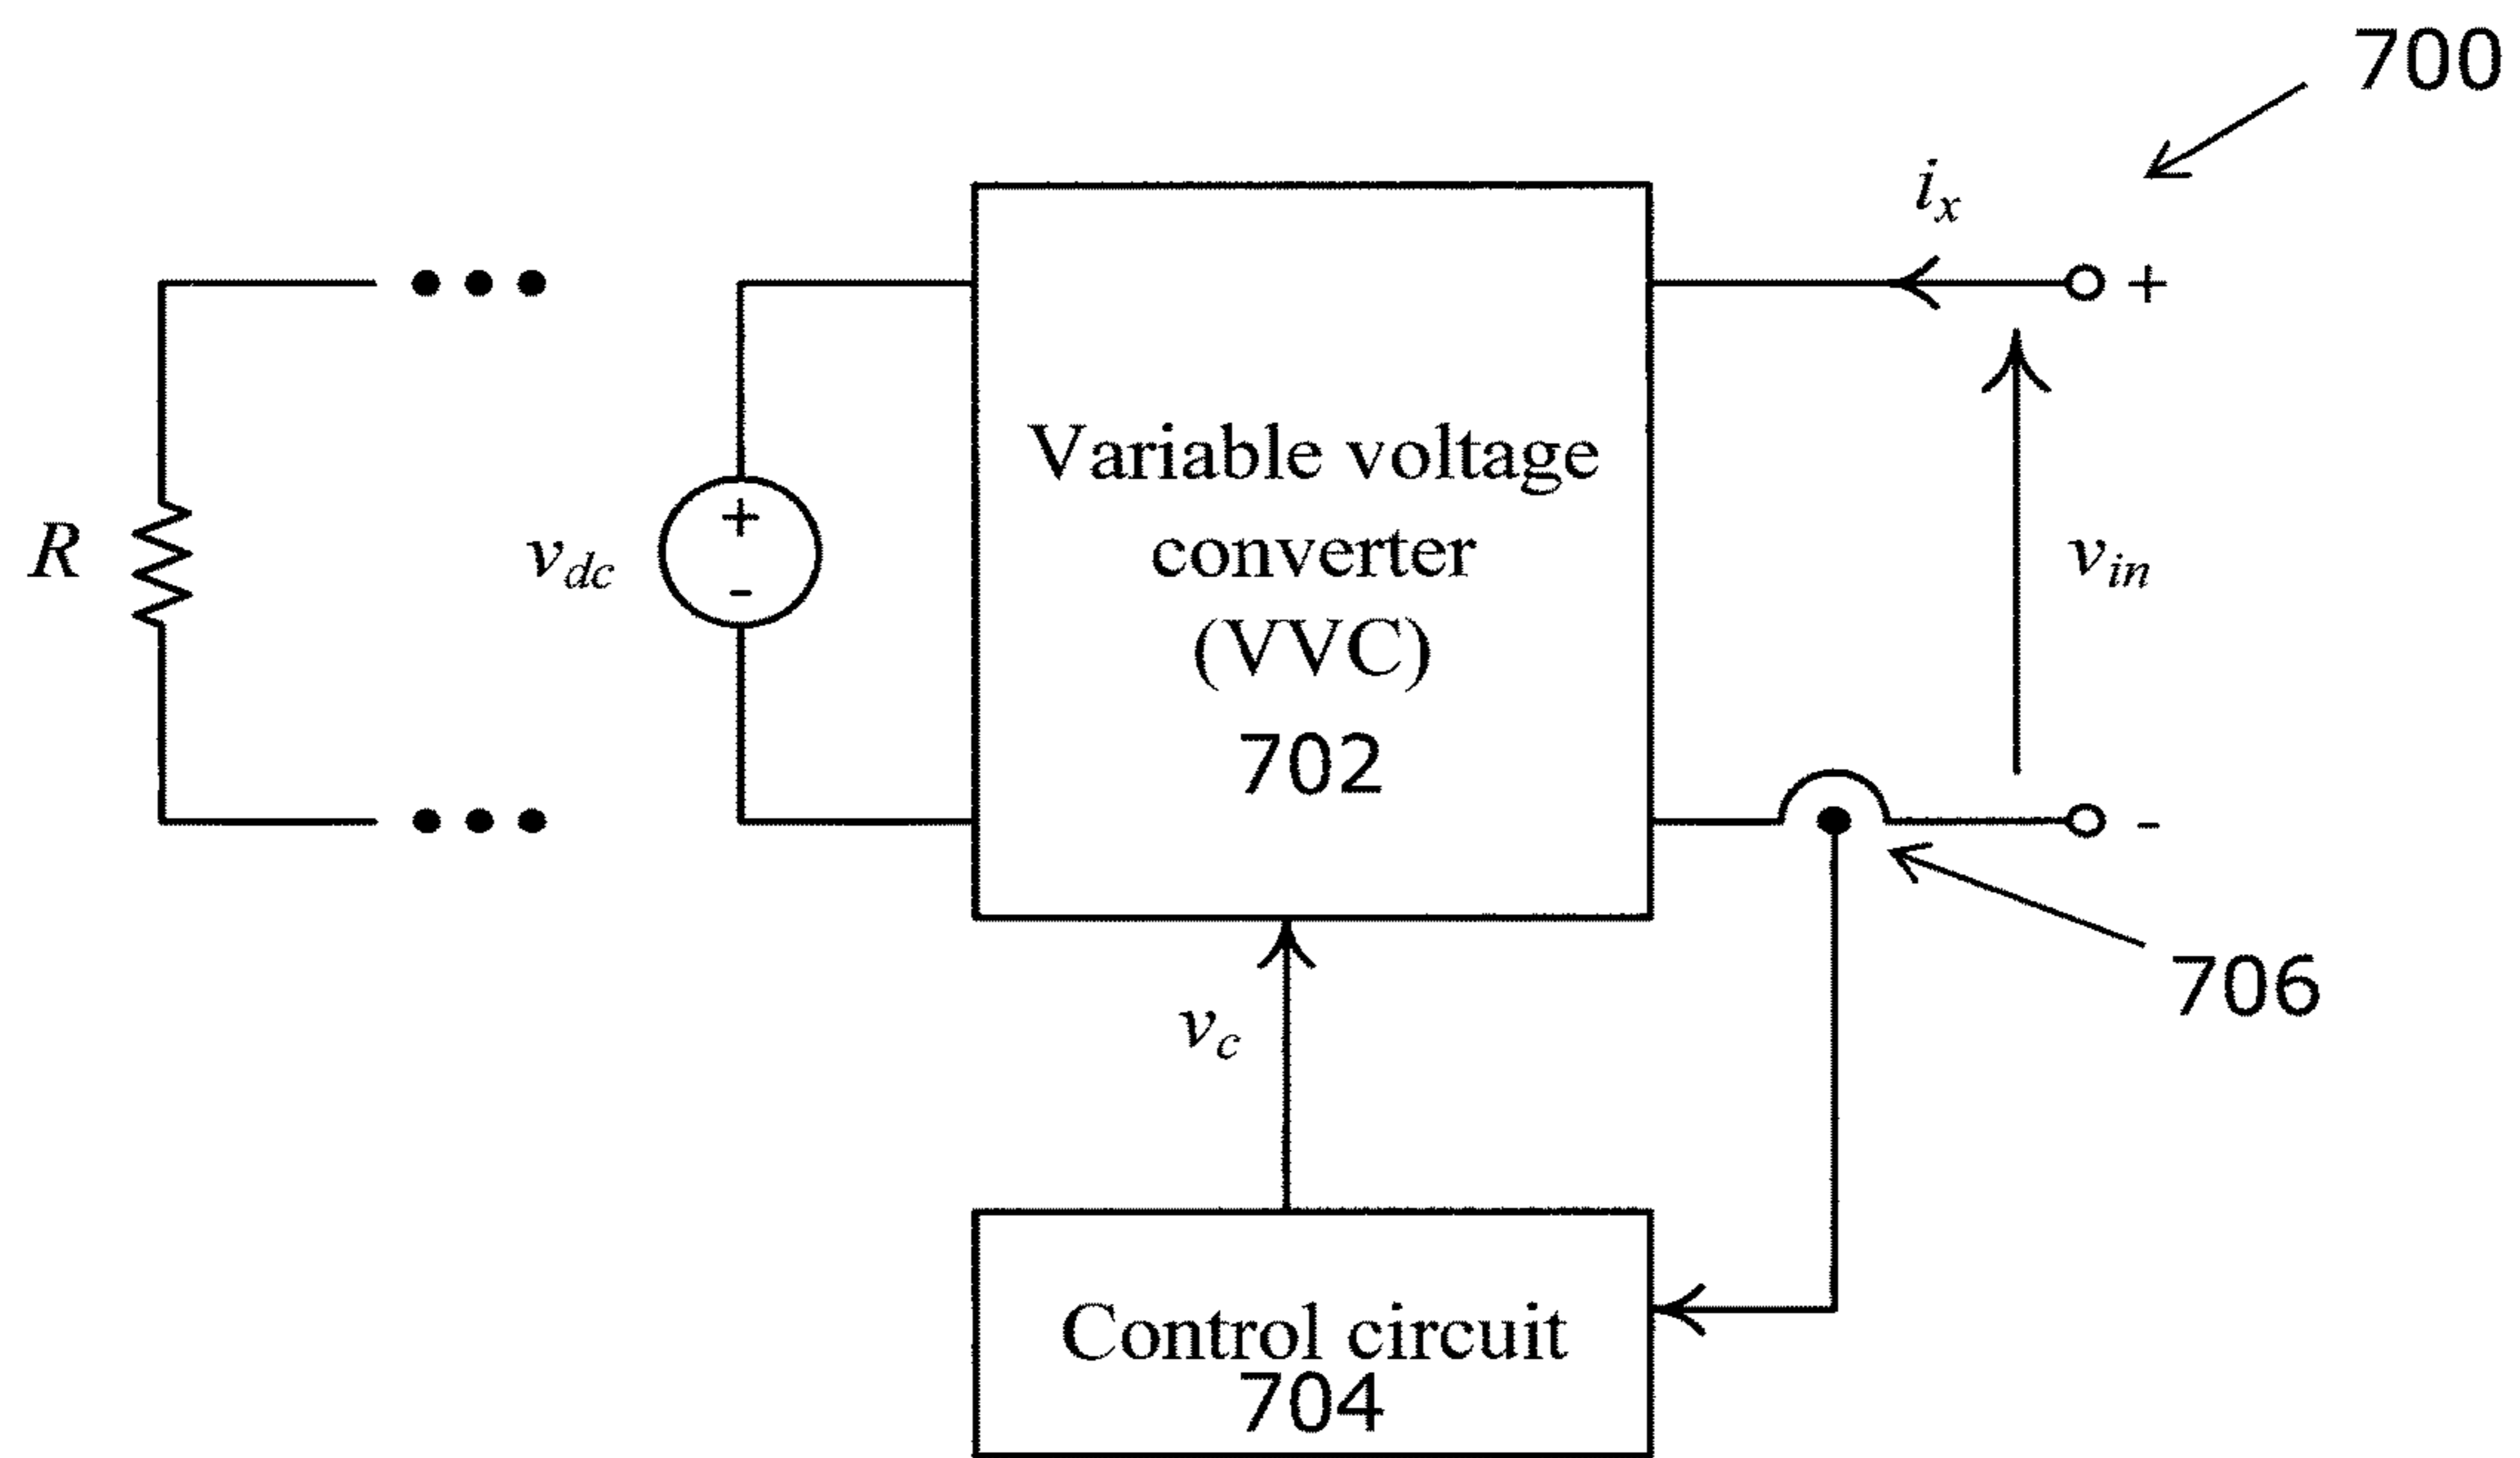 700
i_x
+
Variable voltage
converter
(VVC)
702
R
v_dc
+
-
v_in
-
706
v_c
Control circuit
704